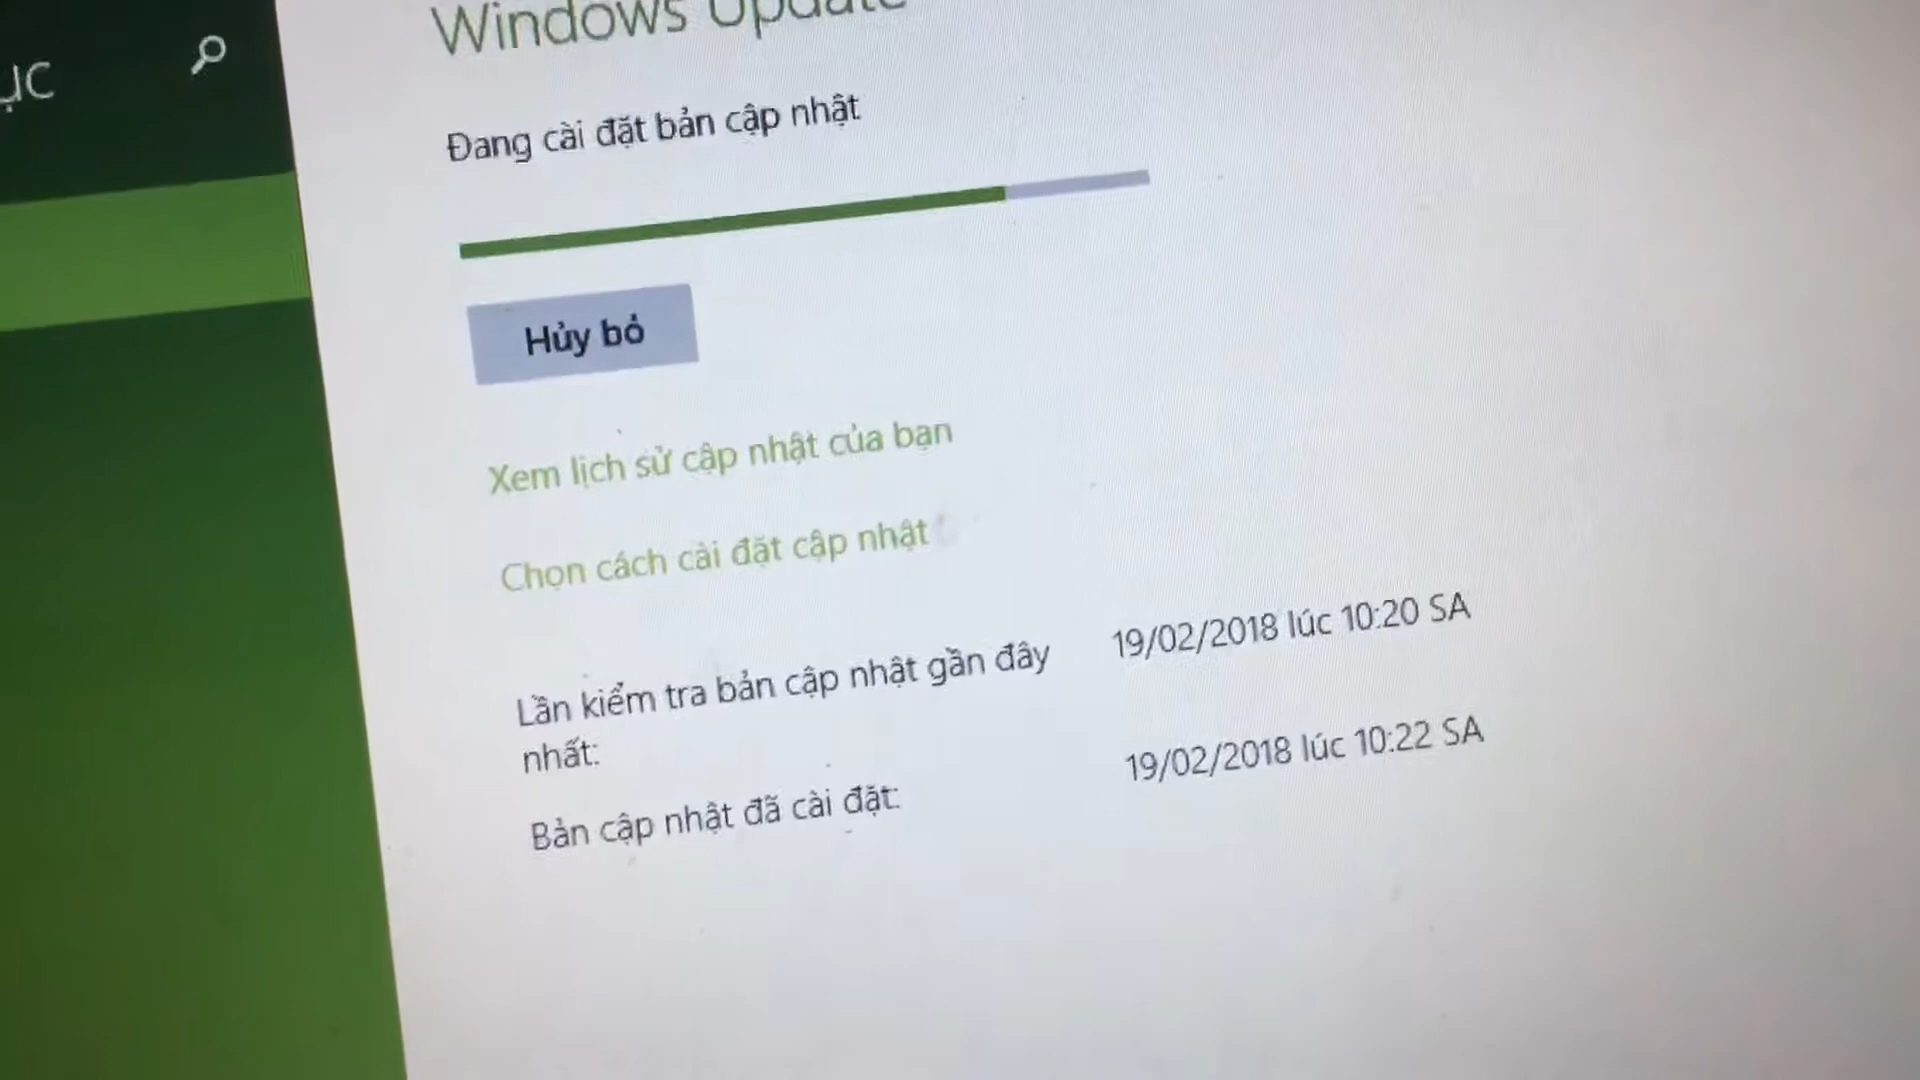 Windows Update
Đang cài đặt bản cập nhật
Hủy bỏ
Xem lịch sử cập nhật của bạn
Chọn cách cài đặt cập nhật
Lần kiểm tra bản cập nhật gần đây
nhất:
19/02/2018 lúc 10:20 SA
Bản cập nhật đã cài đặt:
19/02/2018 lúc 10:22 SA